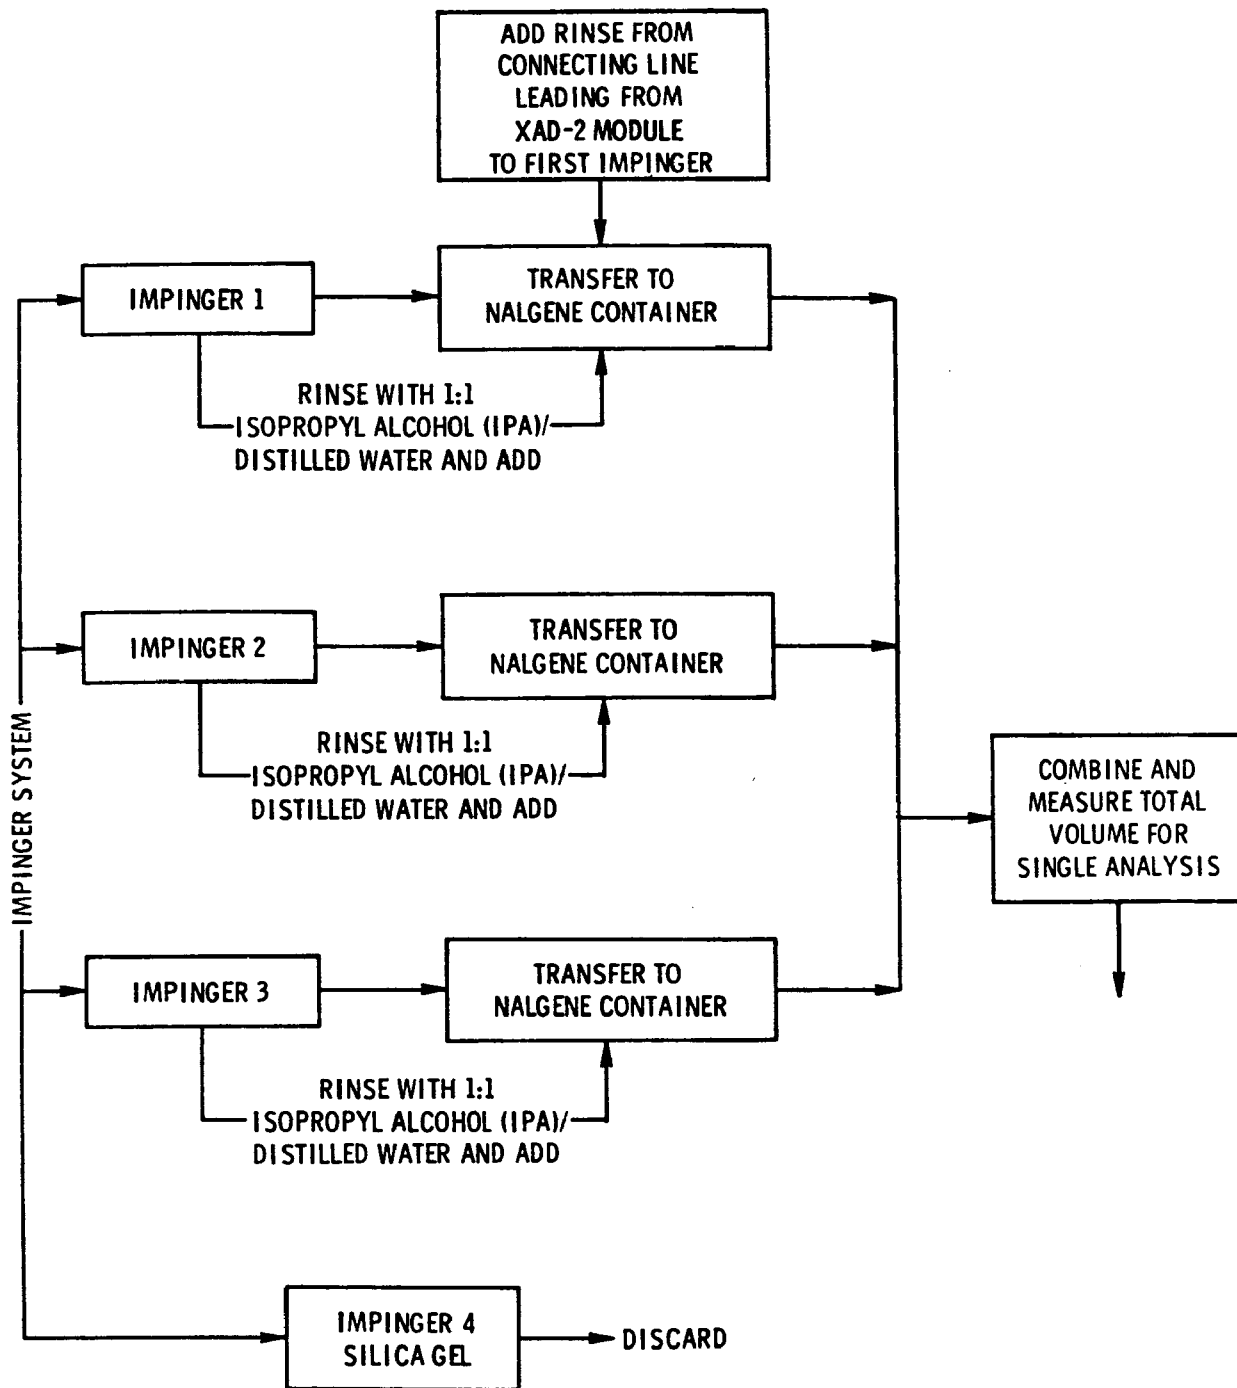 ADD RINSE FROM
CONNECTING LINE
LEADING FROM
XAD-2 MODULE
TO FIRST IMPINGER
IMPINGER 1
TRANSFER TO
NALGENE CONTAINER
RINSE WITH 1:1
ISOPROPYL ALCOHOL (IPA)/
DISTILLED WATER AND ADD
IMPINGER 2
TRANSFER TO
NALGENE CONTAINER
RINSE WITH 1:1
ISOPROPYL ALCOHOL (IPA)/
DISTILLED WATER AND ADD
IMPINGER SYSTEM
COMBINE AND
MEASURE TOTAL
VOLUME FOR
SINGLE ANALYSIS
IMPINGER 3
TRANSFER TO
NALGENE CONTAINER
RINSE WITH 1:1
ISOPROPYL ALCOHOL (IPA)/
DISTILLED WATER AND ADD
IMPINGER 4
SILICA GEL
DISCARD